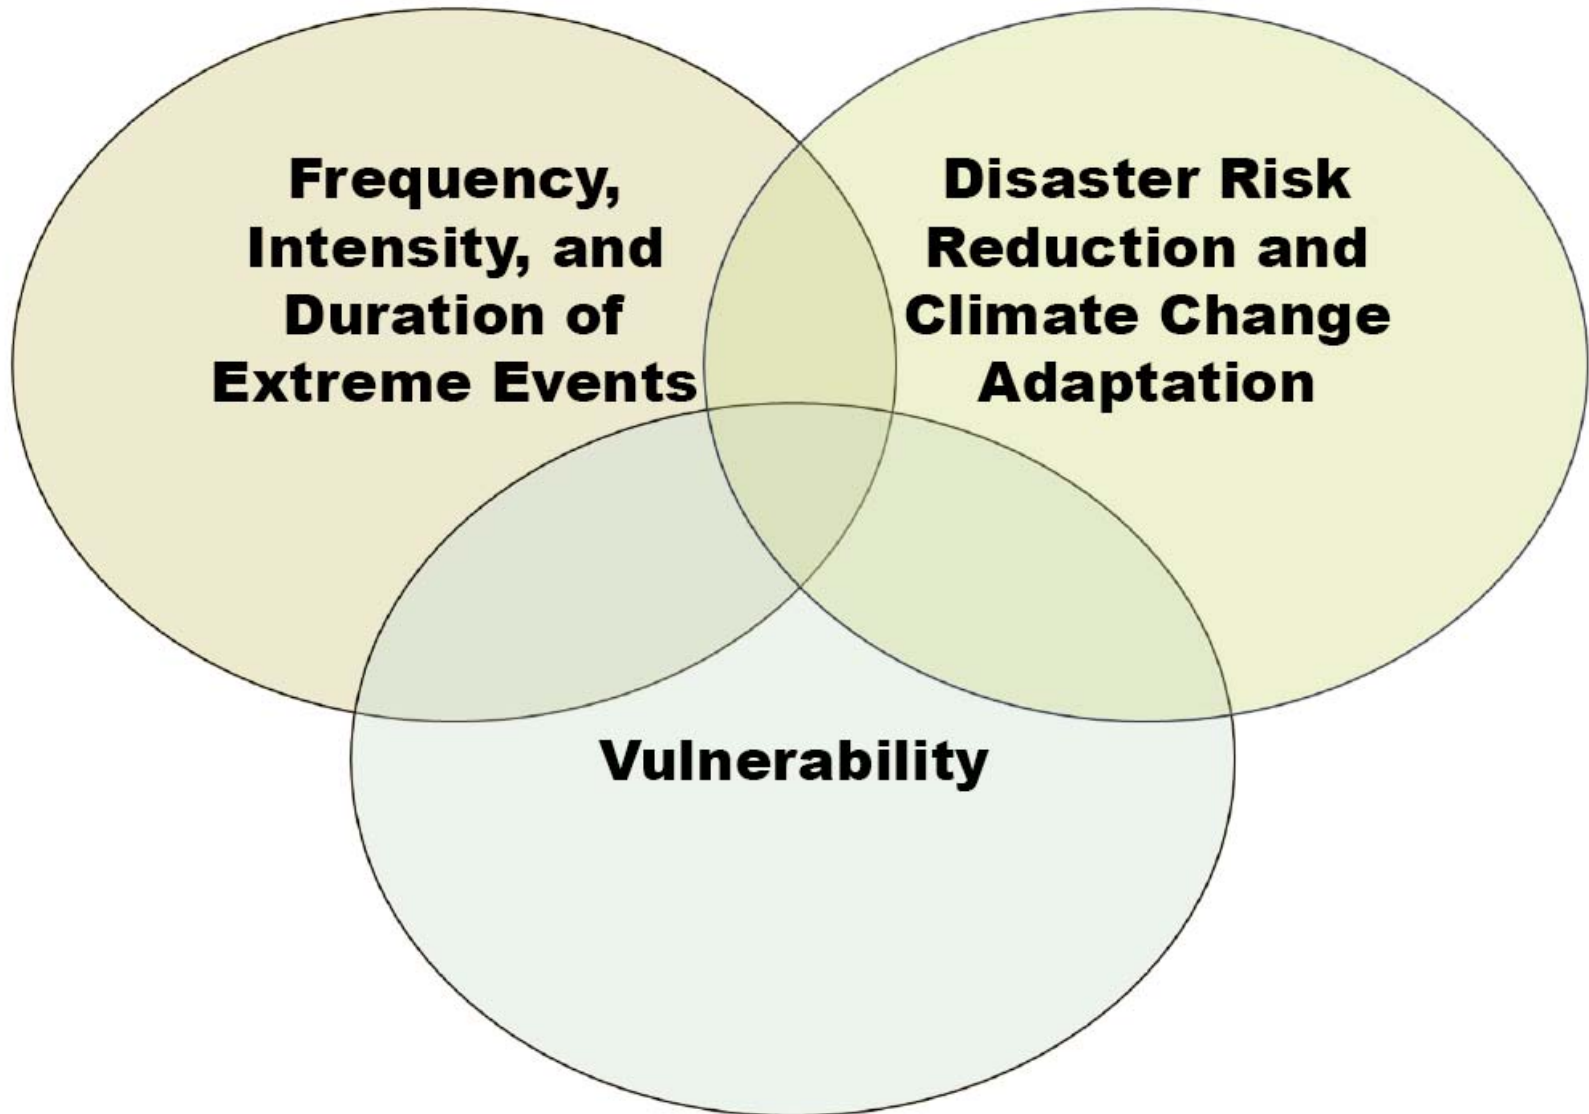 Frequency,
Intensity, and
Duration of
Extreme Events
Disaster Risk
Reduction and
Climate Change
Adaptation
Vulnerability